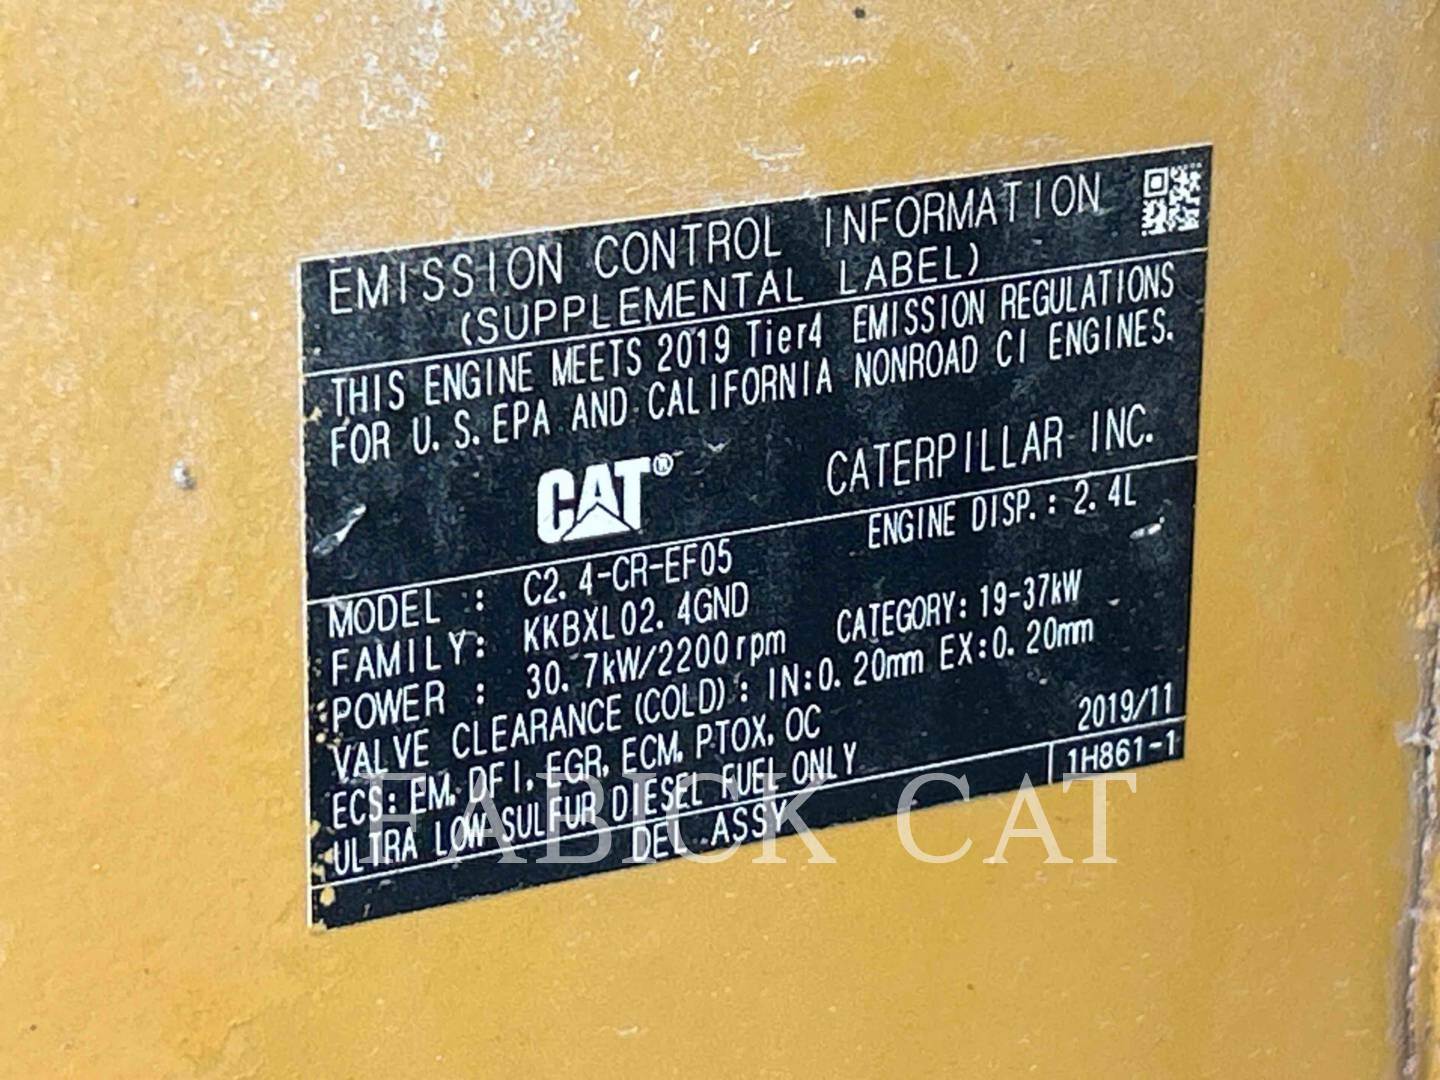 EMISSION CONTROL INFORMATION
(SUPPLEMENTAL LABEL)
THIS ENGINE MEETS 2019 Tier4 EMISSION REGULATIONS
FOR U.S.EPA AND CALIFORNIA NONROAD CI ENGINES.
CAT® CATERPILLAR INC.
MODEL : C2.4-CR-EF05 ENGINE DISP.: 2.4L
FAMILY: KKBXL02.4GND
POWER : 30.7kW/2200rpm CATEGORY: 19-37kW
VALVE CLEARANCE (COLD): IN:0.20mm EX:0.20mm
ECS: EM, DFI, EGR, ECM, PTOX, OC 2019/11
ULTRA LOW SULFUR DIESEL FUEL ONLY 1H861-1
DEL ASSY
FABICK CAT